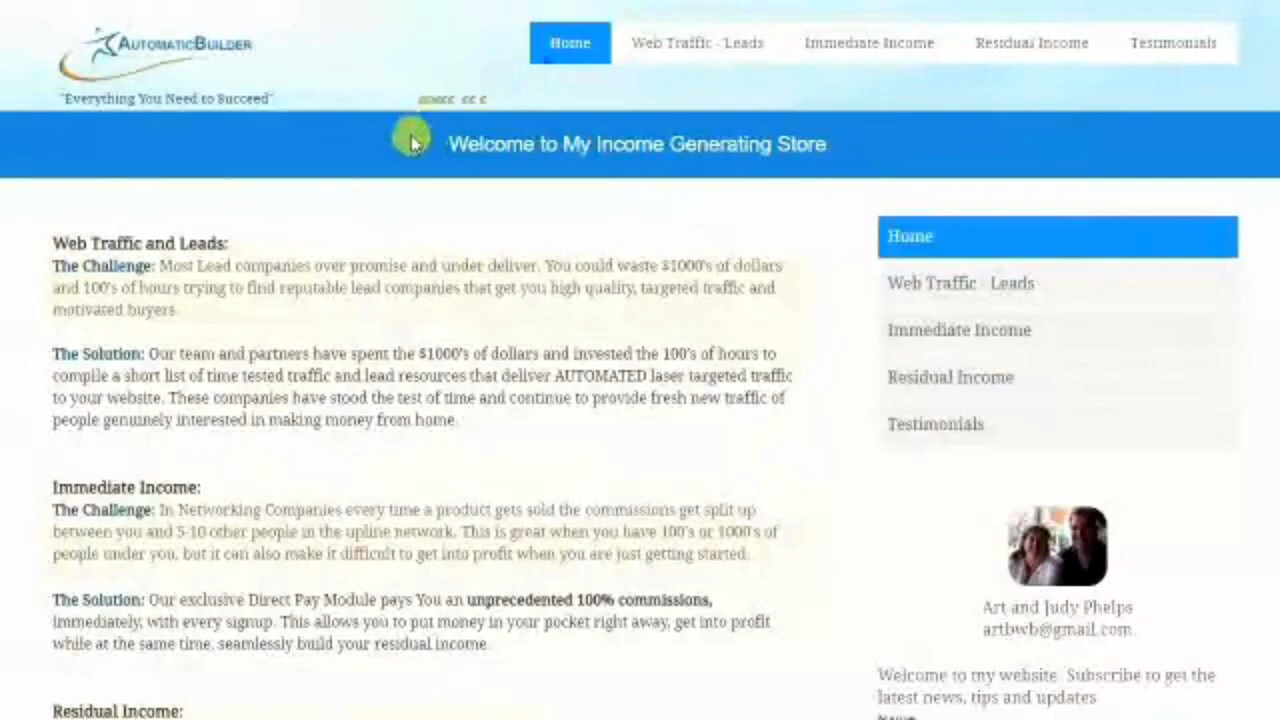 AUTOMATICBUILDER
Home Web Traffic - Leads Immediate Income Residual Income Testimonials
"Everything You Need to Succeed"
Welcome to My Income Generating Store
Web Traffic and Leads:
The Challenge: Most Lead companies over promise and under deliver. You could waste $1000's of dollars
and 100's of hours trying to find reputable lead companies that get you high quality, targeted traffic and
motivated buyers.
The Solution: Our team and partners have spent the $1000's of dollars and invested the 100's of hours to
compile a short list of time tested traffic and lead resources that deliver AUTOMATED laser targeted traffic
to your website. These companies have stood the test of time and continue to provide fresh new traffic of
people genuinely interested in making money from home.
Immediate Income:
The Challenge: In Networking Companies every time a product gets sold the commissions get split up
between you and 5-10 other people in the upline network. This is great when you have 100's or 1000's of
people under you, but it can also make it difficult to get into profit when you are just getting started.
The Solution: Our exclusive Direct Pay Module pays You an unprecedented 100% commissions,
immediately, with every signup. This allows you to put money in your pocket right away, get into profit
while at the same time, seamlessly build your residual income.
Residual Income:
Home
Web Traffic - Leads
Immediate Income
Residual Income
Testimonials
Art and Judy Phelps
artbwb@gmail.com
Welcome to my website. Subscribe to get the
latest news, tips and updates